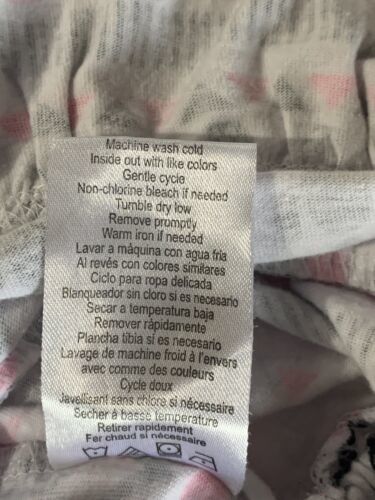 Machine wash cold
Inside out with like colors
Gentle cycle
Non-chlorine bleach if needed
Tumble dry low
Remove promptly
Warm iron if needed
Lavar a máquina con agua fría
Al revés con colores similares
Ciclo para ropa delicada
Blanqueador sin cloro si es necesario
Secar a temperatura baja
Remover rápidamente
Plancha tibia si es necesario
Lavage de machine froid à l'envers
avec comme des couleurs
Cycle doux
Javellisant sans chlore si nécessaire
Secher à basse température
Retirer rapidement
Fer chaud si nécessaire